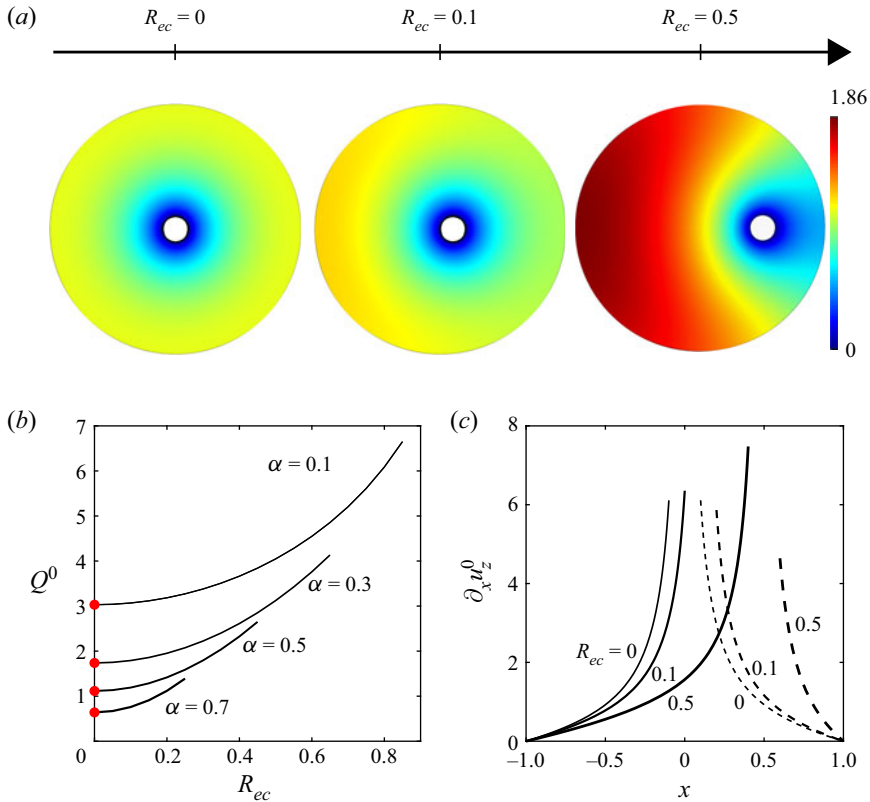 (a)
R_ec = 0
R_ec = 0.1
R_ec = 0.5
1.86
0
(b)
7
6
5
4
3
2
1
0
Q^0
α = 0.1
α = 0.3
α = 0.5
α = 0.7
0.2
0.4
0.6
0.8
R_ec
(c)
8
6
4
2
0
∂_x u_z^0
R_ec = 0
0.1
0.5
0
0.1
0.5
–1.0
–0.5
0
0.5
1.0
x